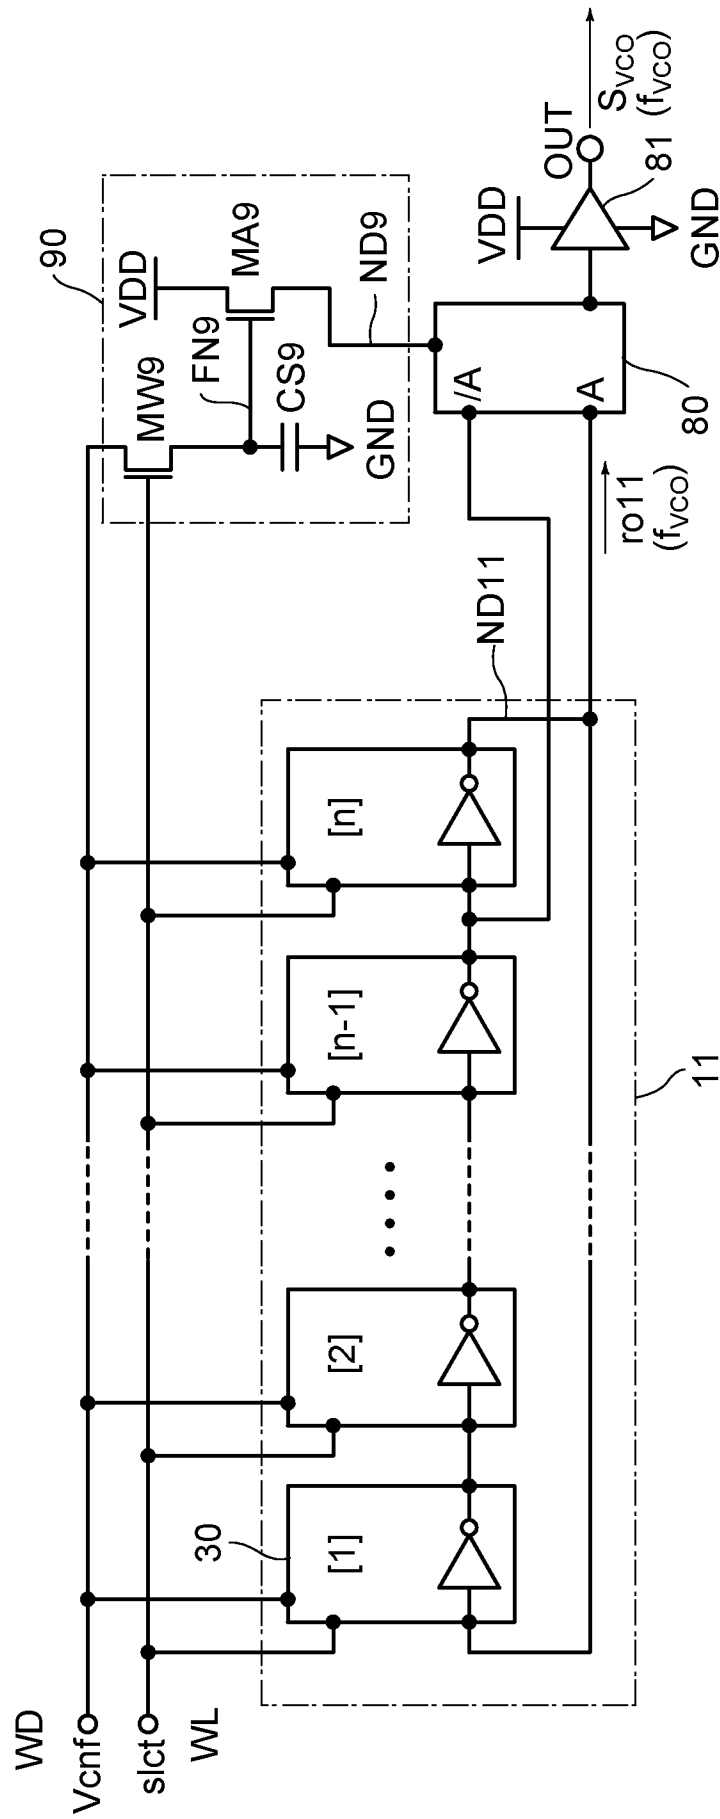 WD
Vcnf
slct
WL
30
[1]
[2]
[n-1]
[n]
11
ND11
90
MW9
VDD
MA9
FN9
CS9
GND
ND9
/A
A
80
ro11
(fVCO)
VDD
OUT
81
GND
SVCO
(fVCO)